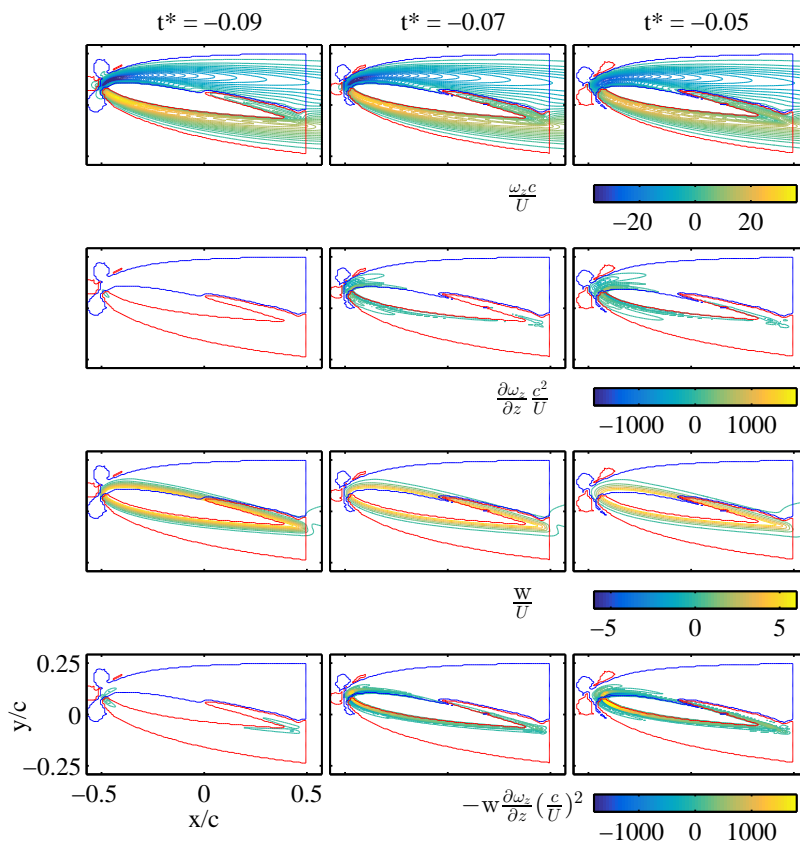 t* = −0.09 t* = −0.07 t* = −0.05
ω_z c / U
−20 0 20
∂ω_z / ∂z c² / U
−1000 0 1000
w / U
−5 0 5
y/c
0.25
0
−0.25
−0.5 0 0.5
x/c
−w ∂ω_z / ∂z (c / U)²
−1000 0 1000